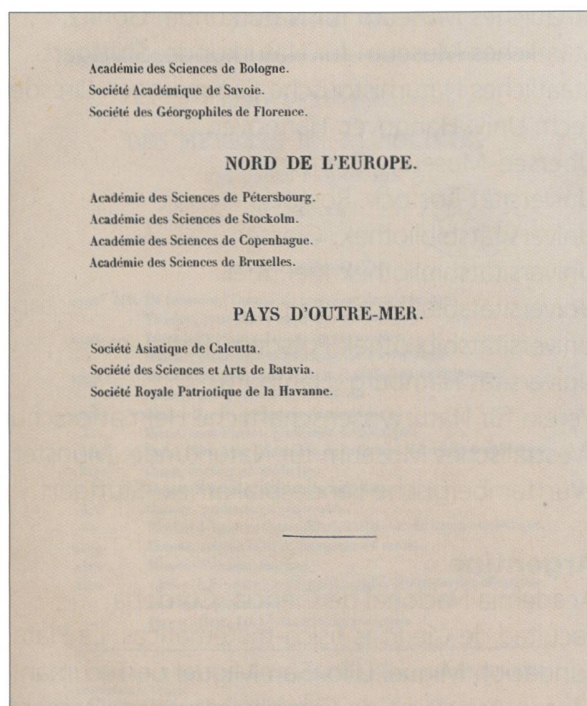 Académie des Sciences de Bologne.
Société Académique de Savoie.
Société des Géorgophiles de Florence.
NORD DE L'EUROPE.
Académie des Sciences de Pétersbourg.
Académie des Sciences de Stockolm.
Académie des Sciences de Copenhague.
Académie des Sciences de Bruxelles.
PAYS D'OUTRE-MER.
Société Asiatique de Calcutta.
Société des Sciences et Arts de Batavia.
Société Royale Patriotique de la Havanne.